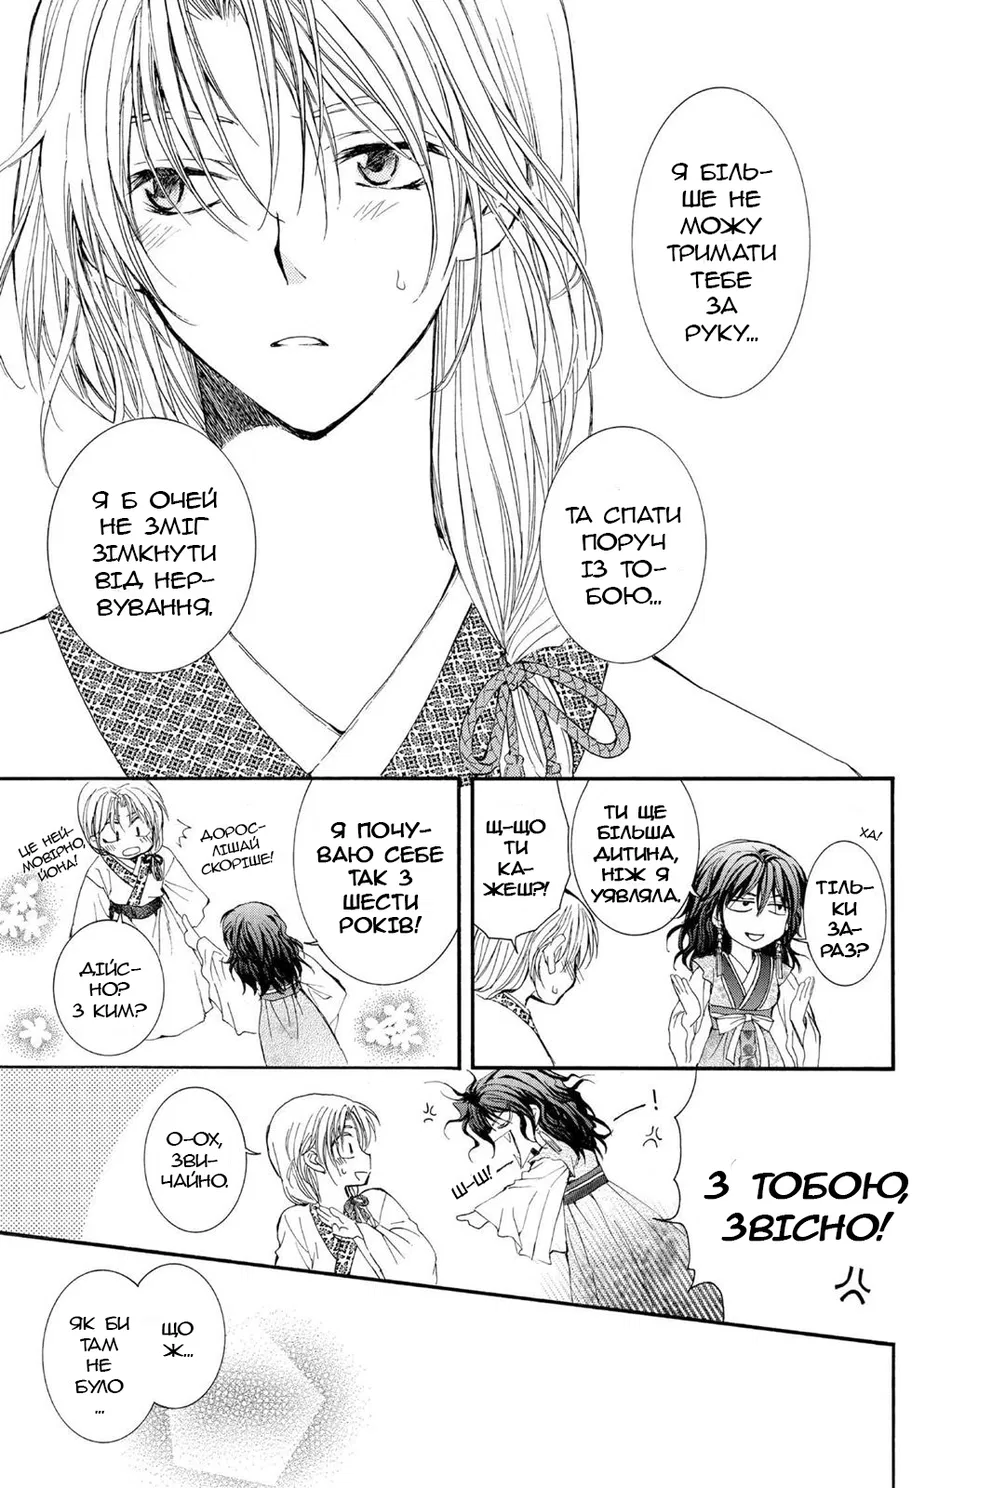 Я БІЛЬ-
ШЕ НЕ
МОЖУ
ТРИМАТИ
ТЕБЕ
ЗА
РУКУ...
ТА СПАТИ
ПОРУЧ
ІЗ ТО-
БОЮ...
Я Б ОЧЕЙ
НЕ ЗМІГ
ЗІМКНУТИ
ВІД НЕР-
ВУВАННЯ.
ХА!
ТІЛЬ-
КИ ЗА-
РАЗ?
ТИ ЩЕ
БІЛЬША
ДИТИНА,
НІЖ Я
УЯВЛЯЛА.
Щ-ЩО
ТИ
КА-
ЖЕШ?!
Я ПОЧУ-
ВАЮ СЕБЕ
ТАК З
ШЕСТИ
РОКІВ!
ДОРОС-
ЛІШАЙ
СКОРІШЕ!
ЦЕ НЕЙ-
МОВІРНО,
ЙОНА!
ДІЙС-
НО?
З КИМ?
!
З ТОБОЮ,
ЗВІСНО!
Ш-Ш!
О-ОХ,
ЗВИ-
ЧАЙНО.
ЩО
Ж...
ЯК БИ
ТАМ
НЕ
БУЛО
...